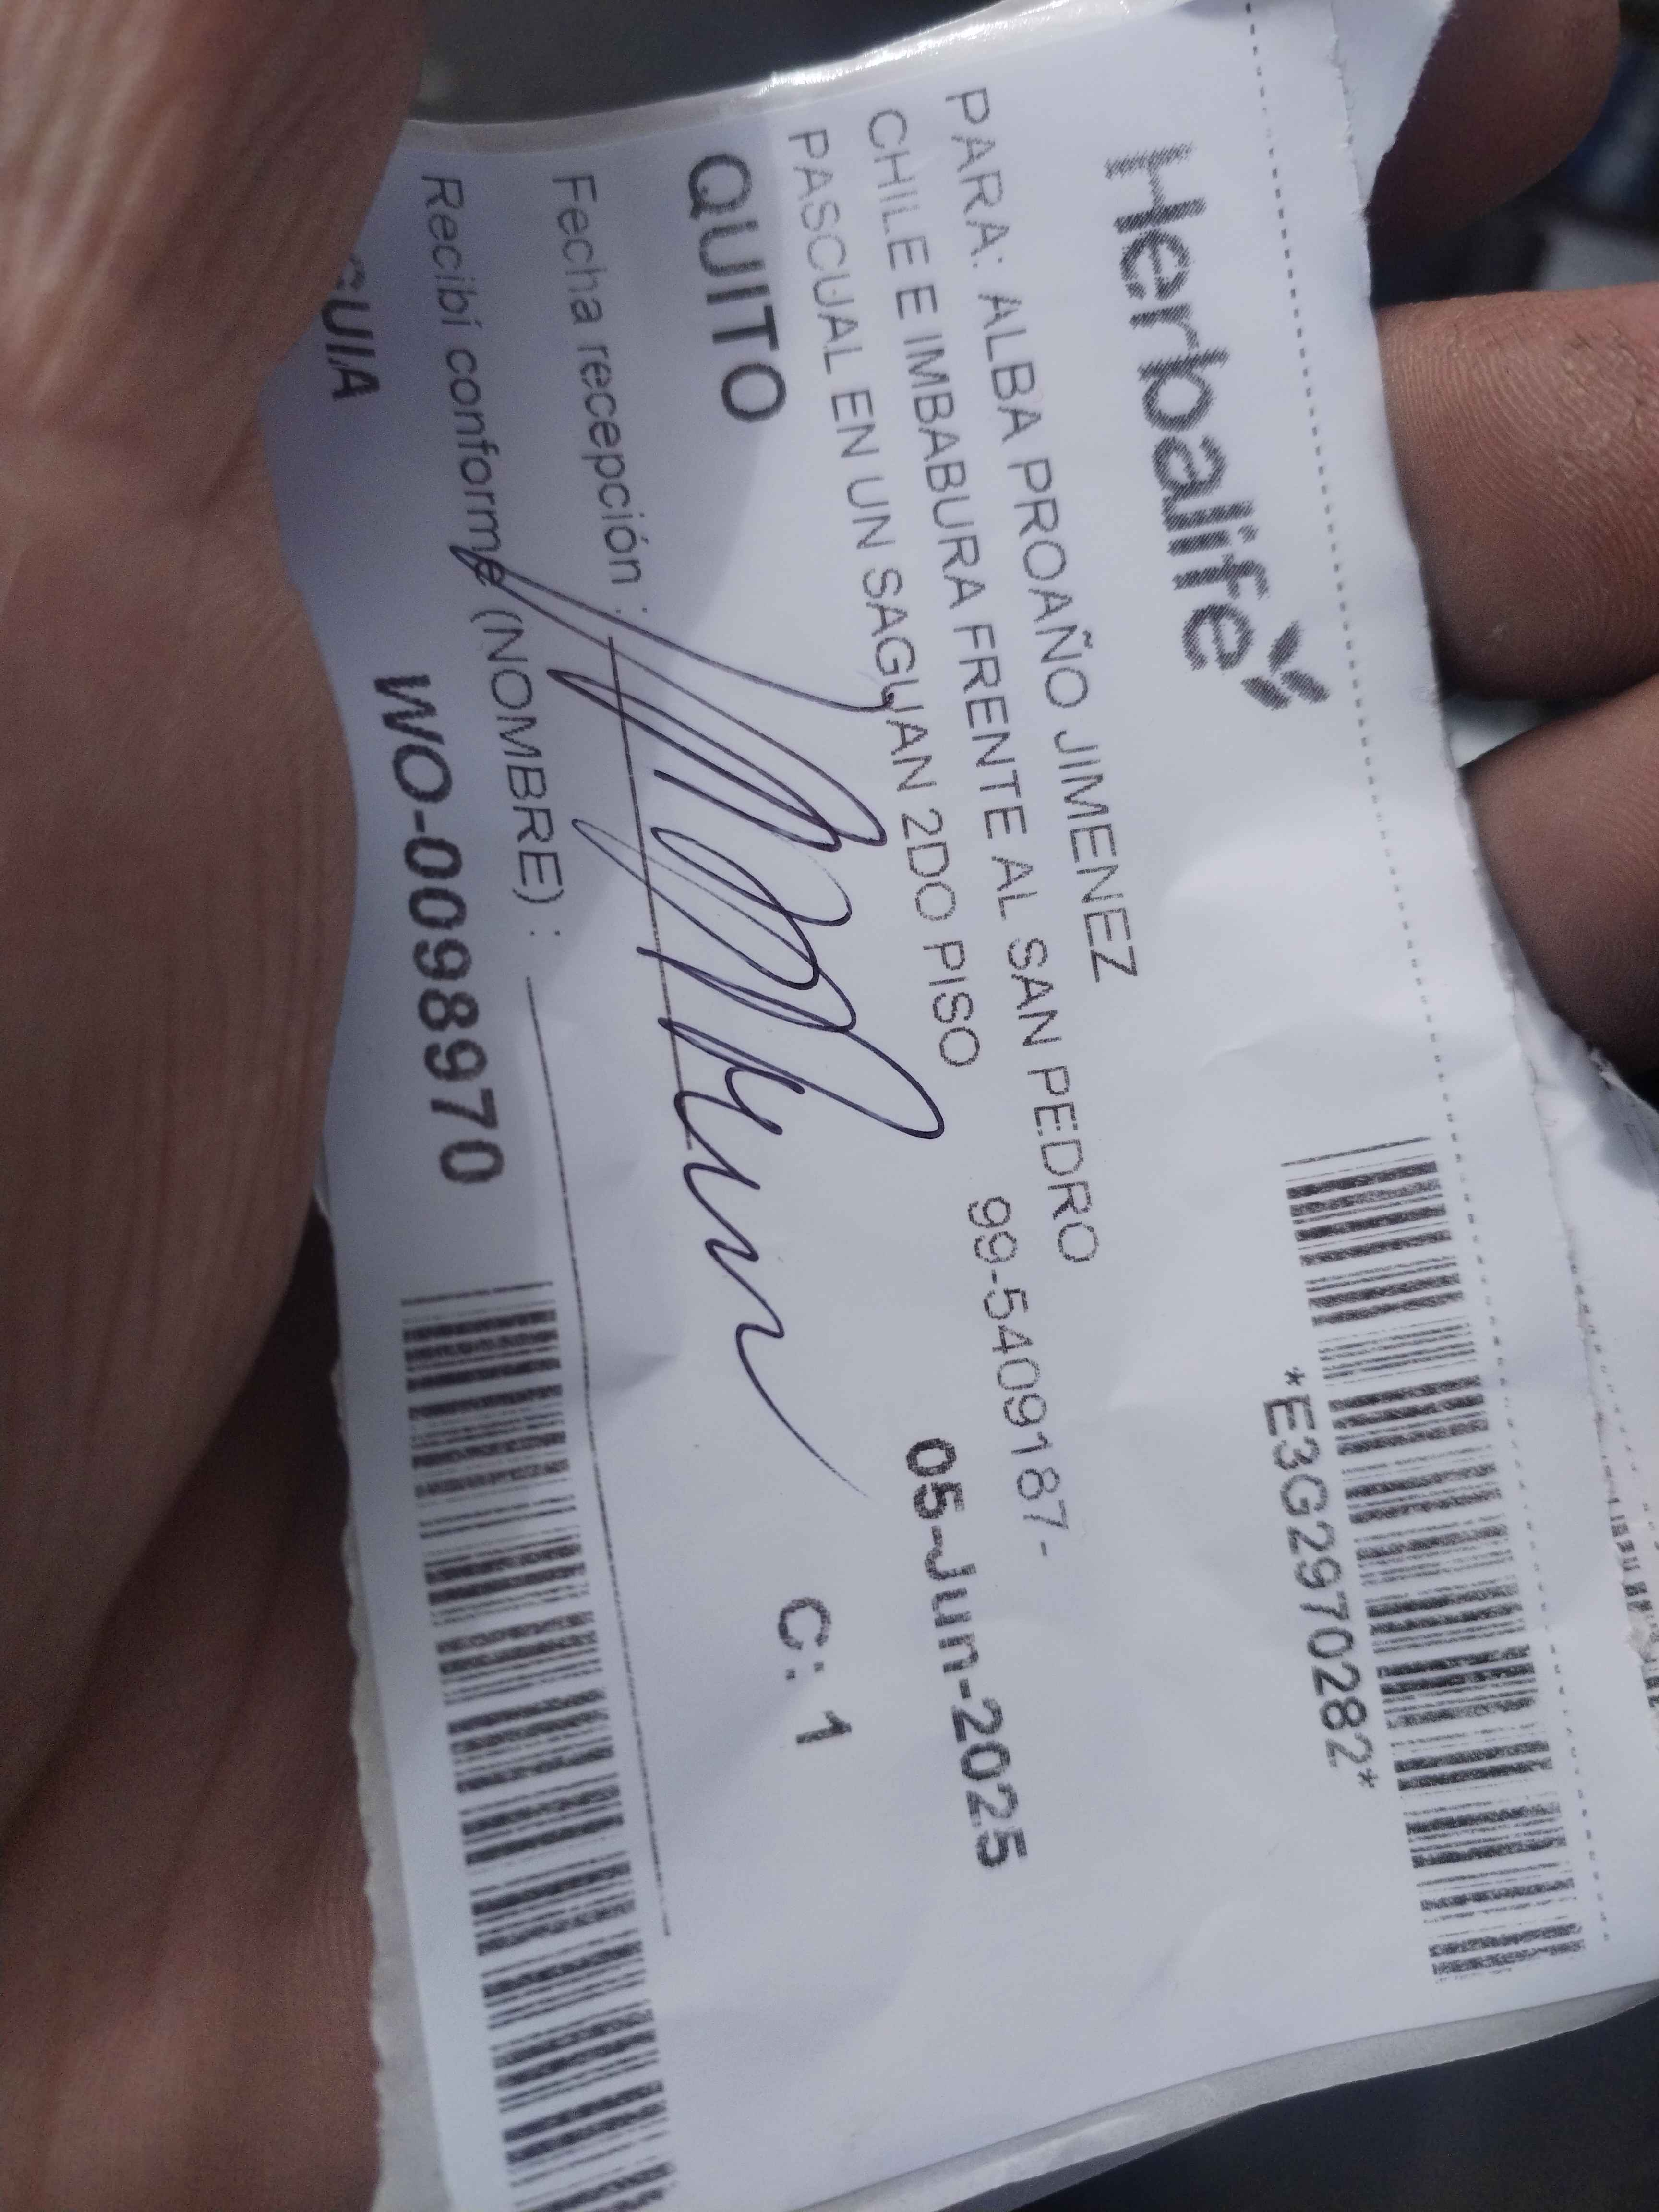 Herbalife
*E3G2970282*
PARA: ALBA PROAÑO JIMENEZ
CHILE E IMBABURA FRENTE AL SAN PEDRO
PASCUAL EN UN SAGUAN 2DO PISO 99-5409187-
QUITO 05-Jun-2025
C: 1
Fecha recepción :
Recibí conforme (NOMBRE) :
GUIA WO-0098970